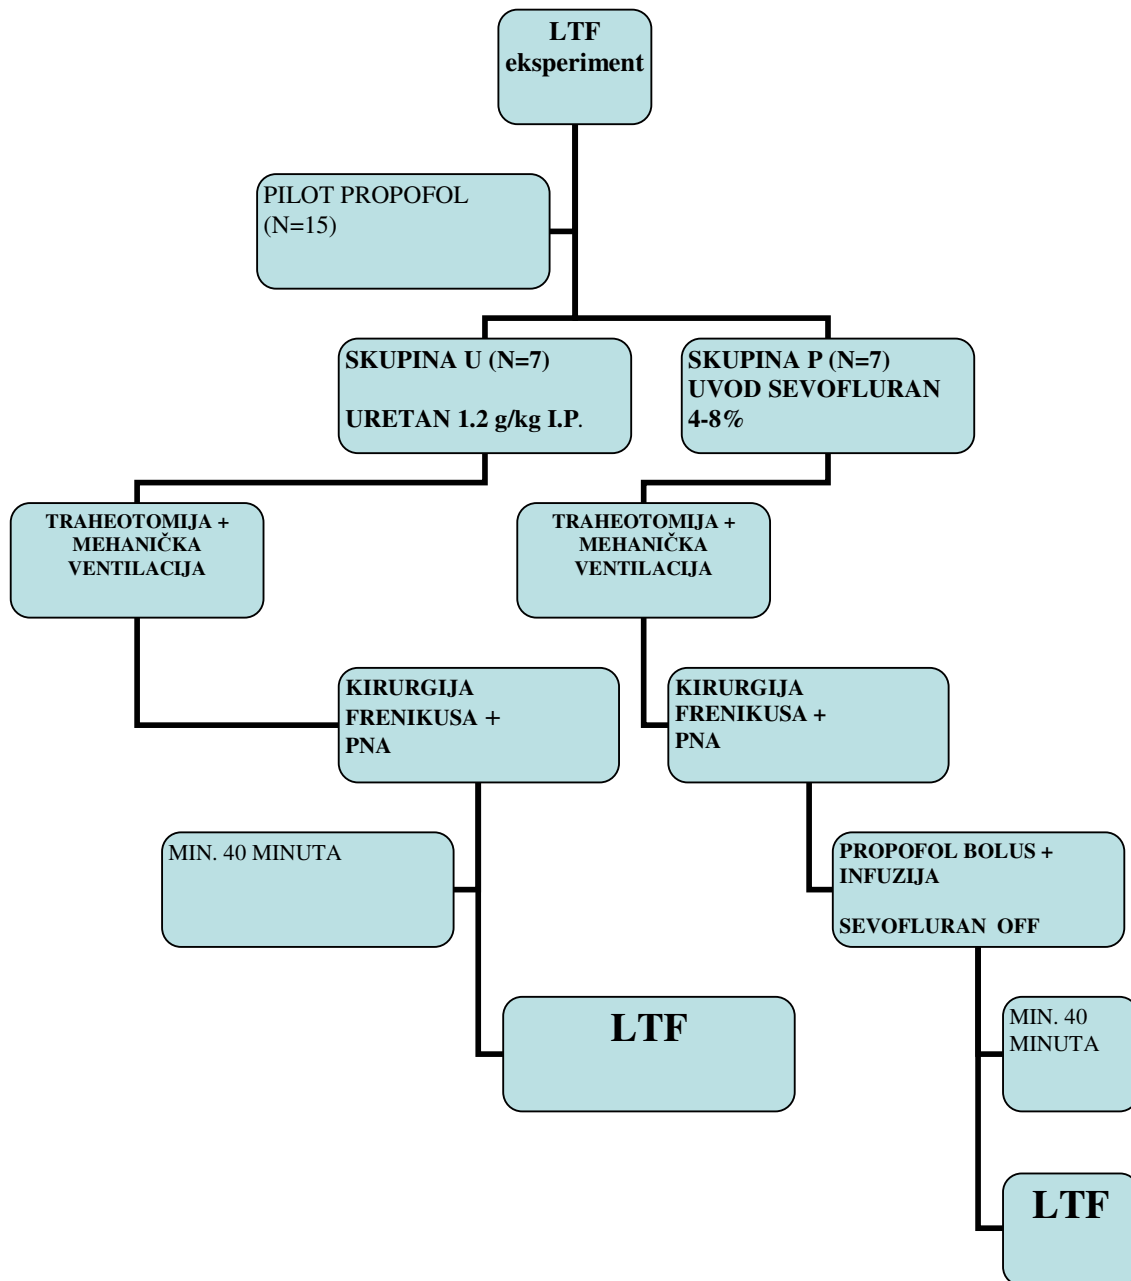 LTF
eksperiment
PILOT PROPOFOL
(N=15)
SKUPINA U (N=7)
URETAN 1.2 g/kg I.P.
SKUPINA P (N=7)
UVOD SEVOFLURAN
4-8%
TRAHEOTOMIJA +
MEHANIČKA
VENTILACIJA
TRAHEOTOMIJA +
MEHANIČKA
VENTILACIJA
KIRURGIJA
FRENIKUSA +
PNA
KIRURGIJA
FRENIKUSA +
PNA
MIN. 40 MINUTA
PROPOFOL BOLUS +
INFUZIJA
SEVOFLURAN OFF
LTF
MIN. 40
MINUTA
LTF